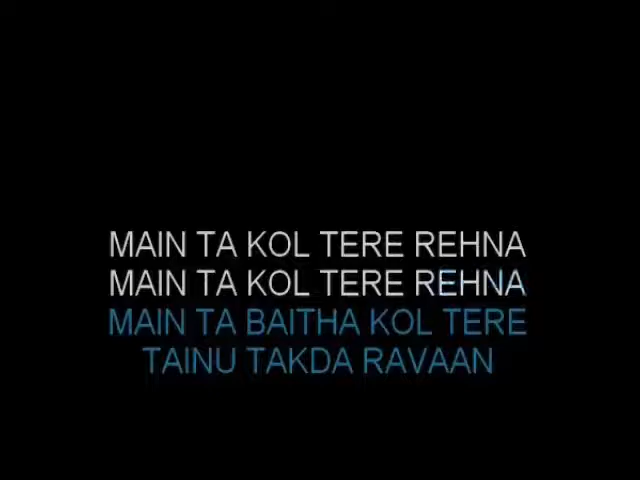 MAIN TA KOL TERE REHNA
MAIN TA KOL TERE REHNA
MAIN TA BAITHA KOL TERE
TAINU TAKDA RAVAAN